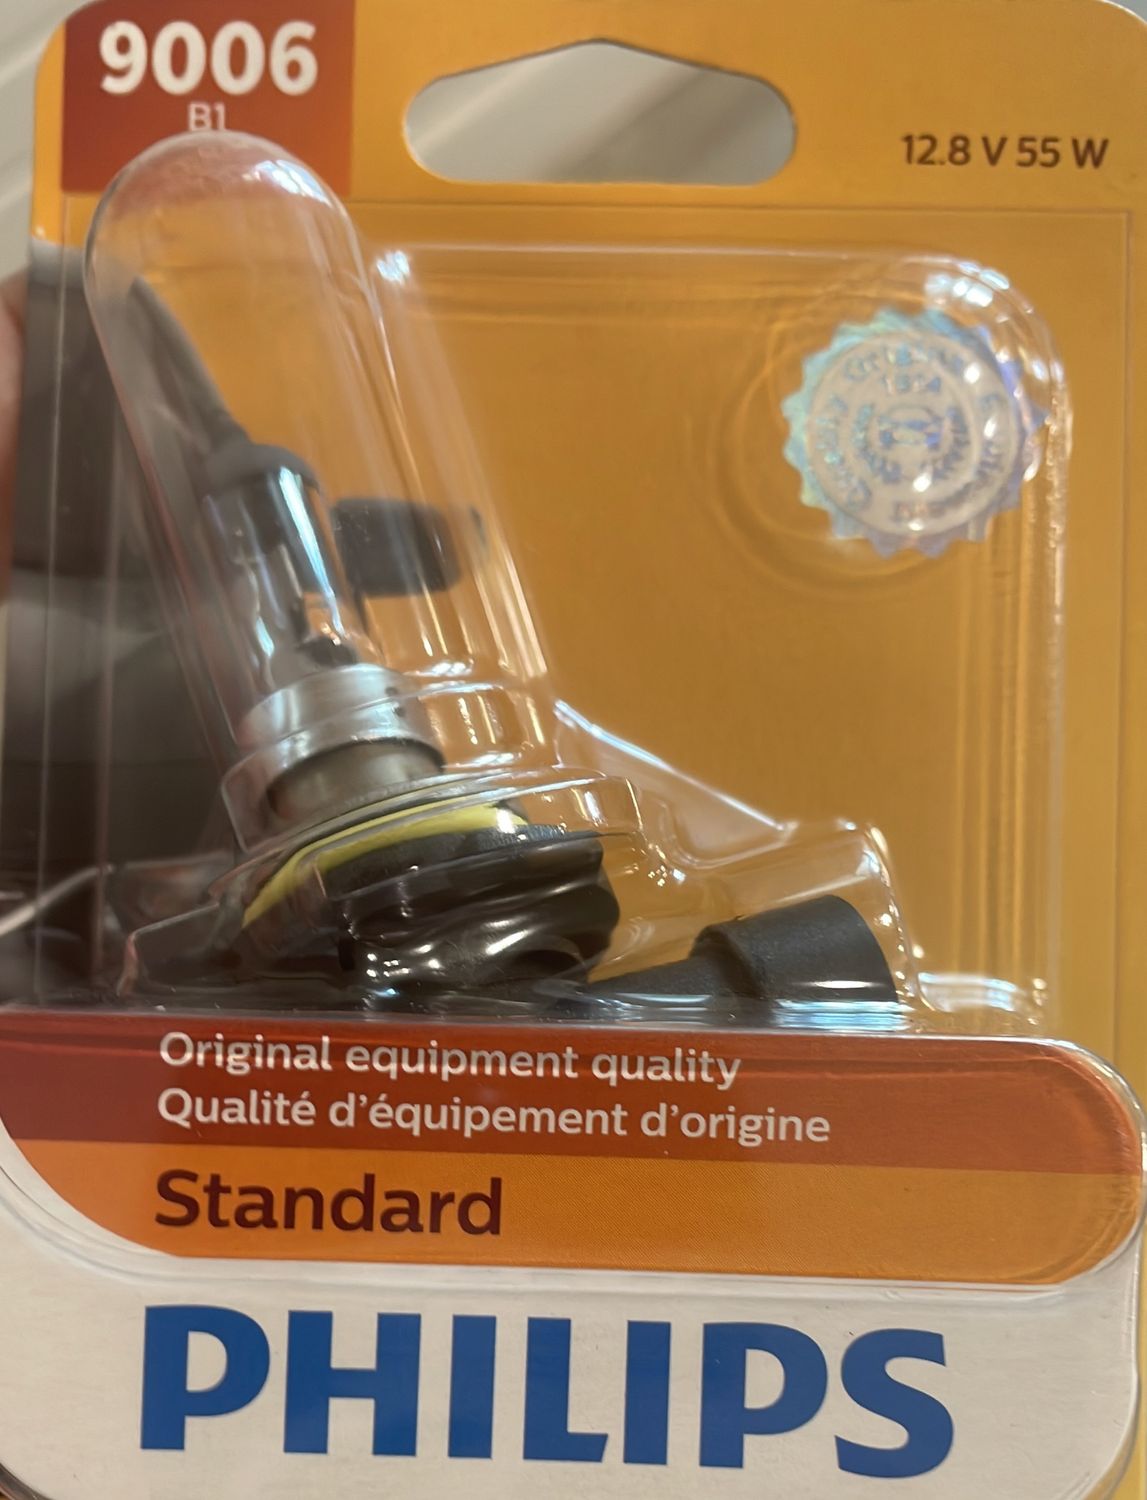 9006
B1
12.8 V 55 W
Original equipment quality
Qualité d'équipement d'origine
Standard
PHILIPS